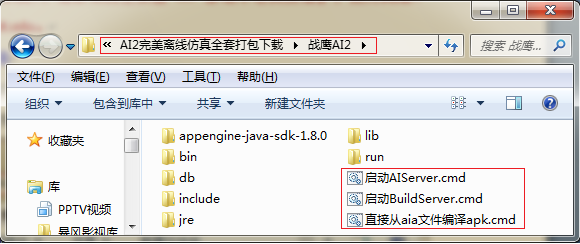 « AI2完美离线仿真全套打包下载 ▸ 战鹰AI2 ▸
搜索 战鹰...
文件(F) 编辑(E) 查看(V) 工具(T) 帮助(H)
组织 包含到库中 共享 新建文件夹
收藏夹
库
PPTV视频
暴风影视库
appengine-java-sdk-1.8.0
bin
db
include
jre
lib
run
启动AIServer.cmd
启动BuildServer.cmd
直接从aia文件编译apk.cmd